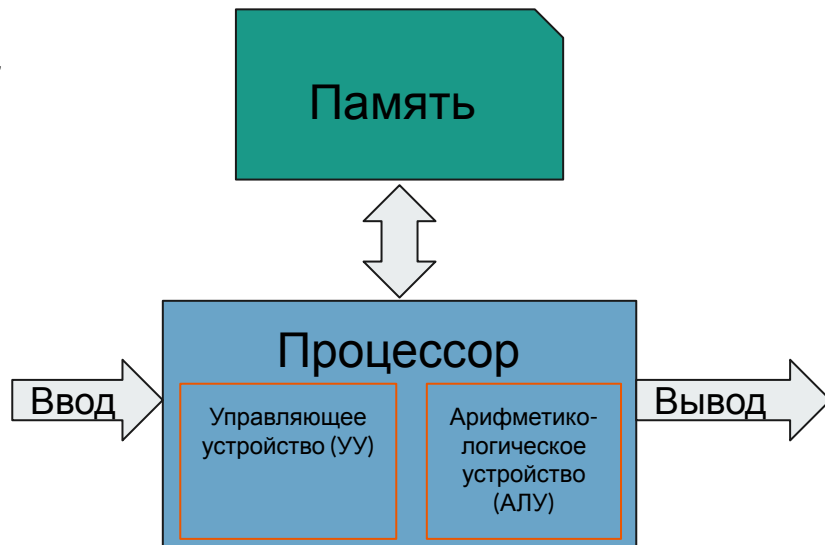 Память
Процессор
Ввод
Управляющее
устройство (УУ)
Арифметико-
логическое
устройство
(АЛУ)
Вывод